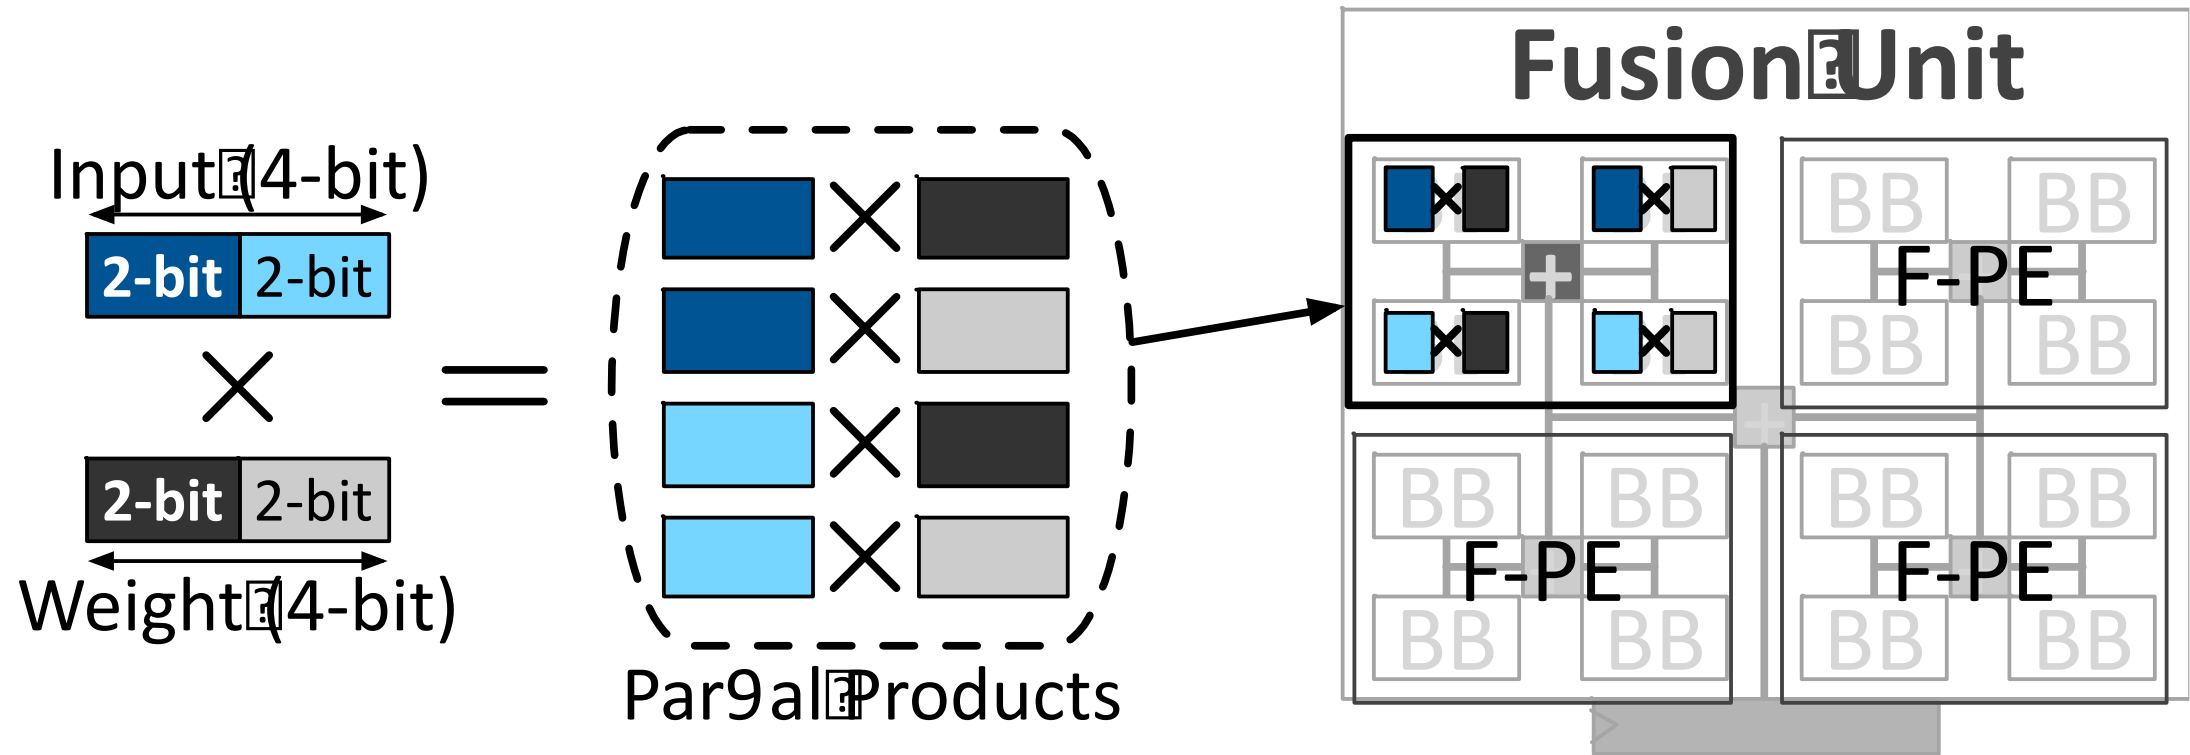 Fusion Unit
Input (4-bit)
2-bit 2-bit
×
2-bit 2-bit
Weight (4-bit)
=
×
×
×
×
Par9al Products
× ×
+
× ×
BB BB
F-PE
BB BB
+
BB BB
F-PE
BB BB
BB BB
F-PE
BB BB